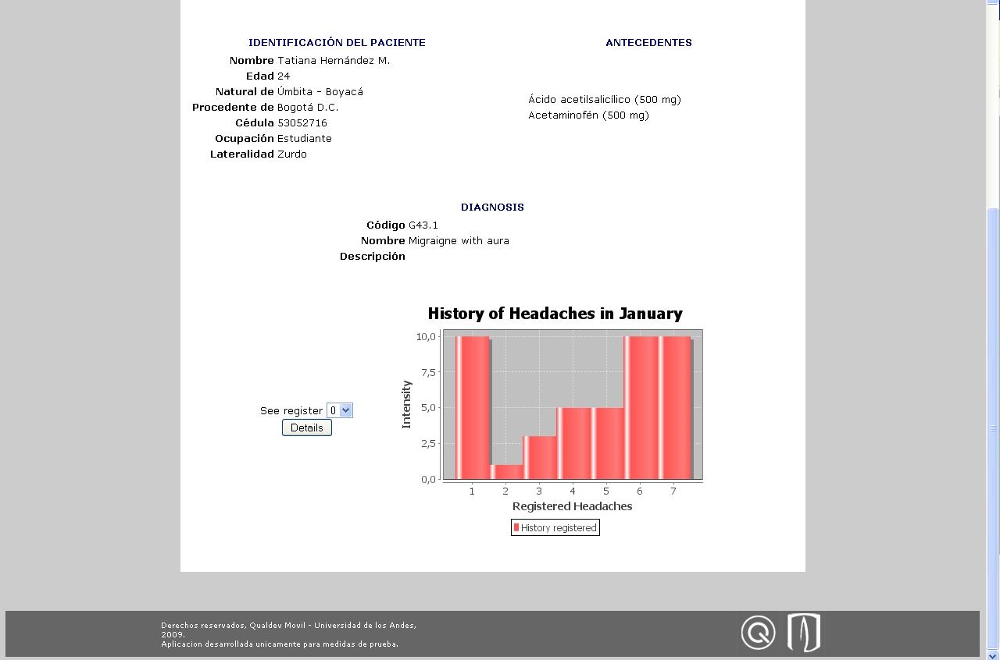 IDENTIFICACIÓN DEL PACIENTE
Nombre Tatiana Hernández M.
Edad 24
Natural de Úmbita - Boyacá
Procedente de Bogotá D.C.
Cédula 53052716
Ocupación Estudiante
Lateralidad Zurdo
ANTECEDENTES
Ácido acetilsalicílico (500 mg)
Acetaminofén (500 mg)
DIAGNOSIS
Código G43.1
Nombre Migraigne with aura
Descripción
See register 0
Details
History of Headaches in January
Intensity
10,0
7,5
5,0
2,5
0,0
1 2 3 4 5 6 7
Registered Headaches
History registered
Derechos reservados, Qualdev Movil - Universidad de los Andes,
2009.
Aplicacion desarrollada unicamente para medidas de prueba.